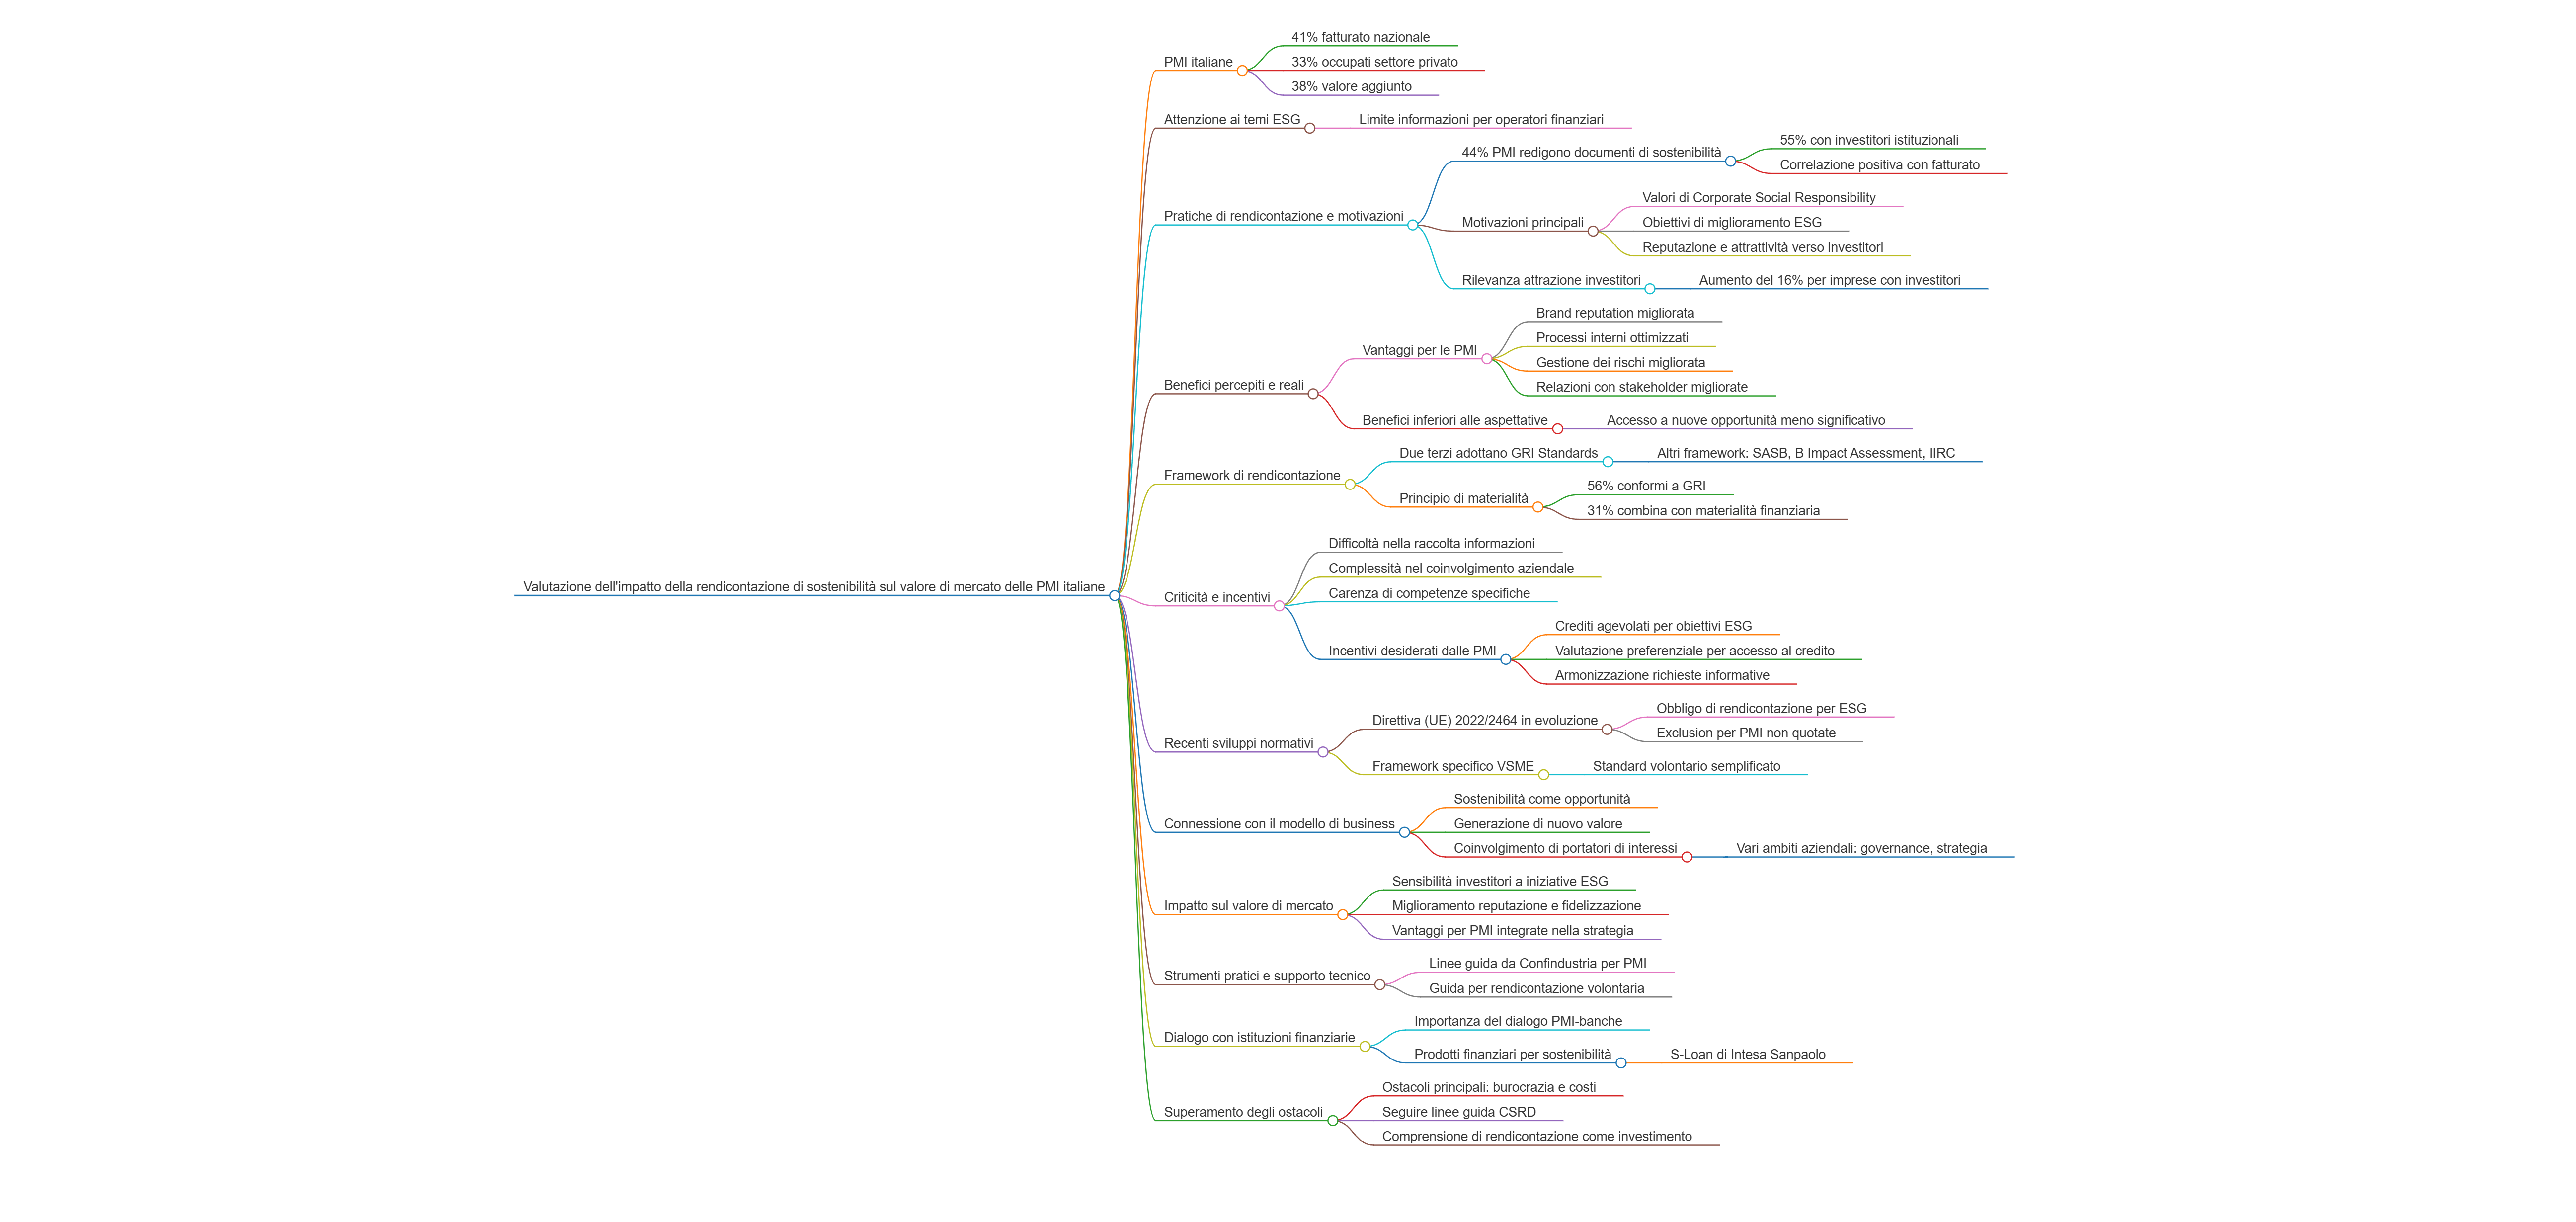 Valutazione dell'impatto della rendicontazione di sostenibilità sul valore di mercato delle PMI italiane
PMI italiane
41% fatturato nazionale
33% occupati settore privato
38% valore aggiunto
Attenzione ai temi ESG
Limite informazioni per operatori finanziari
Pratiche di rendicontazione e motivazioni
44% PMI redigono documenti di sostenibilità
55% con investitori istituzionali
Correlazione positiva con fatturato
Motivazioni principali
Valori di Corporate Social Responsibility
Obiettivi di miglioramento ESG
Reputazione e attrattività verso investitori
Rilevanza attrazione investitori
Aumento del 16% per imprese con investitori
Benefici percepiti e reali
Vantaggi per le PMI
Brand reputation migliorata
Processi interni ottimizzati
Gestione dei rischi migliorata
Relazioni con stakeholder migliorate
Benefici inferiori alle aspettative
Accesso a nuove opportunità meno significativo
Framework di rendicontazione
Due terzi adottano GRI Standards
Altri framework: SASB, B Impact Assessment, IIRC
Principio di materialità
56% conformi a GRI
31% combina con materialità finanziaria
Criticità e incentivi
Difficoltà nella raccolta informazioni
Complessità nel coinvolgimento aziendale
Carenza di competenze specifiche
Incentivi desiderati dalle PMI
Crediti agevolati per obiettivi ESG
Valutazione preferenziale per accesso al credito
Armonizzazione richieste informative
Recenti sviluppi normativi
Direttiva (UE) 2022/2464 in evoluzione
Obbligo di rendicontazione per ESG
Exclusion per PMI non quotate
Framework specifico VSME
Standard volontario semplificato
Connessione con il modello di business
Sostenibilità come opportunità
Generazione di nuovo valore
Coinvolgimento di portatori di interessi
Vari ambiti aziendali: governance, strategia
Impatto sul valore di mercato
Sensibilità investitori a iniziative ESG
Miglioramento reputazione e fidelizzazione
Vantaggi per PMI integrate nella strategia
Strumenti pratici e supporto tecnico
Linee guida da Confindustria per PMI
Guida per rendicontazione volontaria
Dialogo con istituzioni finanziarie
Importanza del dialogo PMI-banche
Prodotti finanziari per sostenibilità
S-Loan di Intesa Sanpaolo
Superamento degli ostacoli
Ostacoli principali: burocrazia e costi
Seguire linee guida CSRD
Comprensione di rendicontazione come investimento